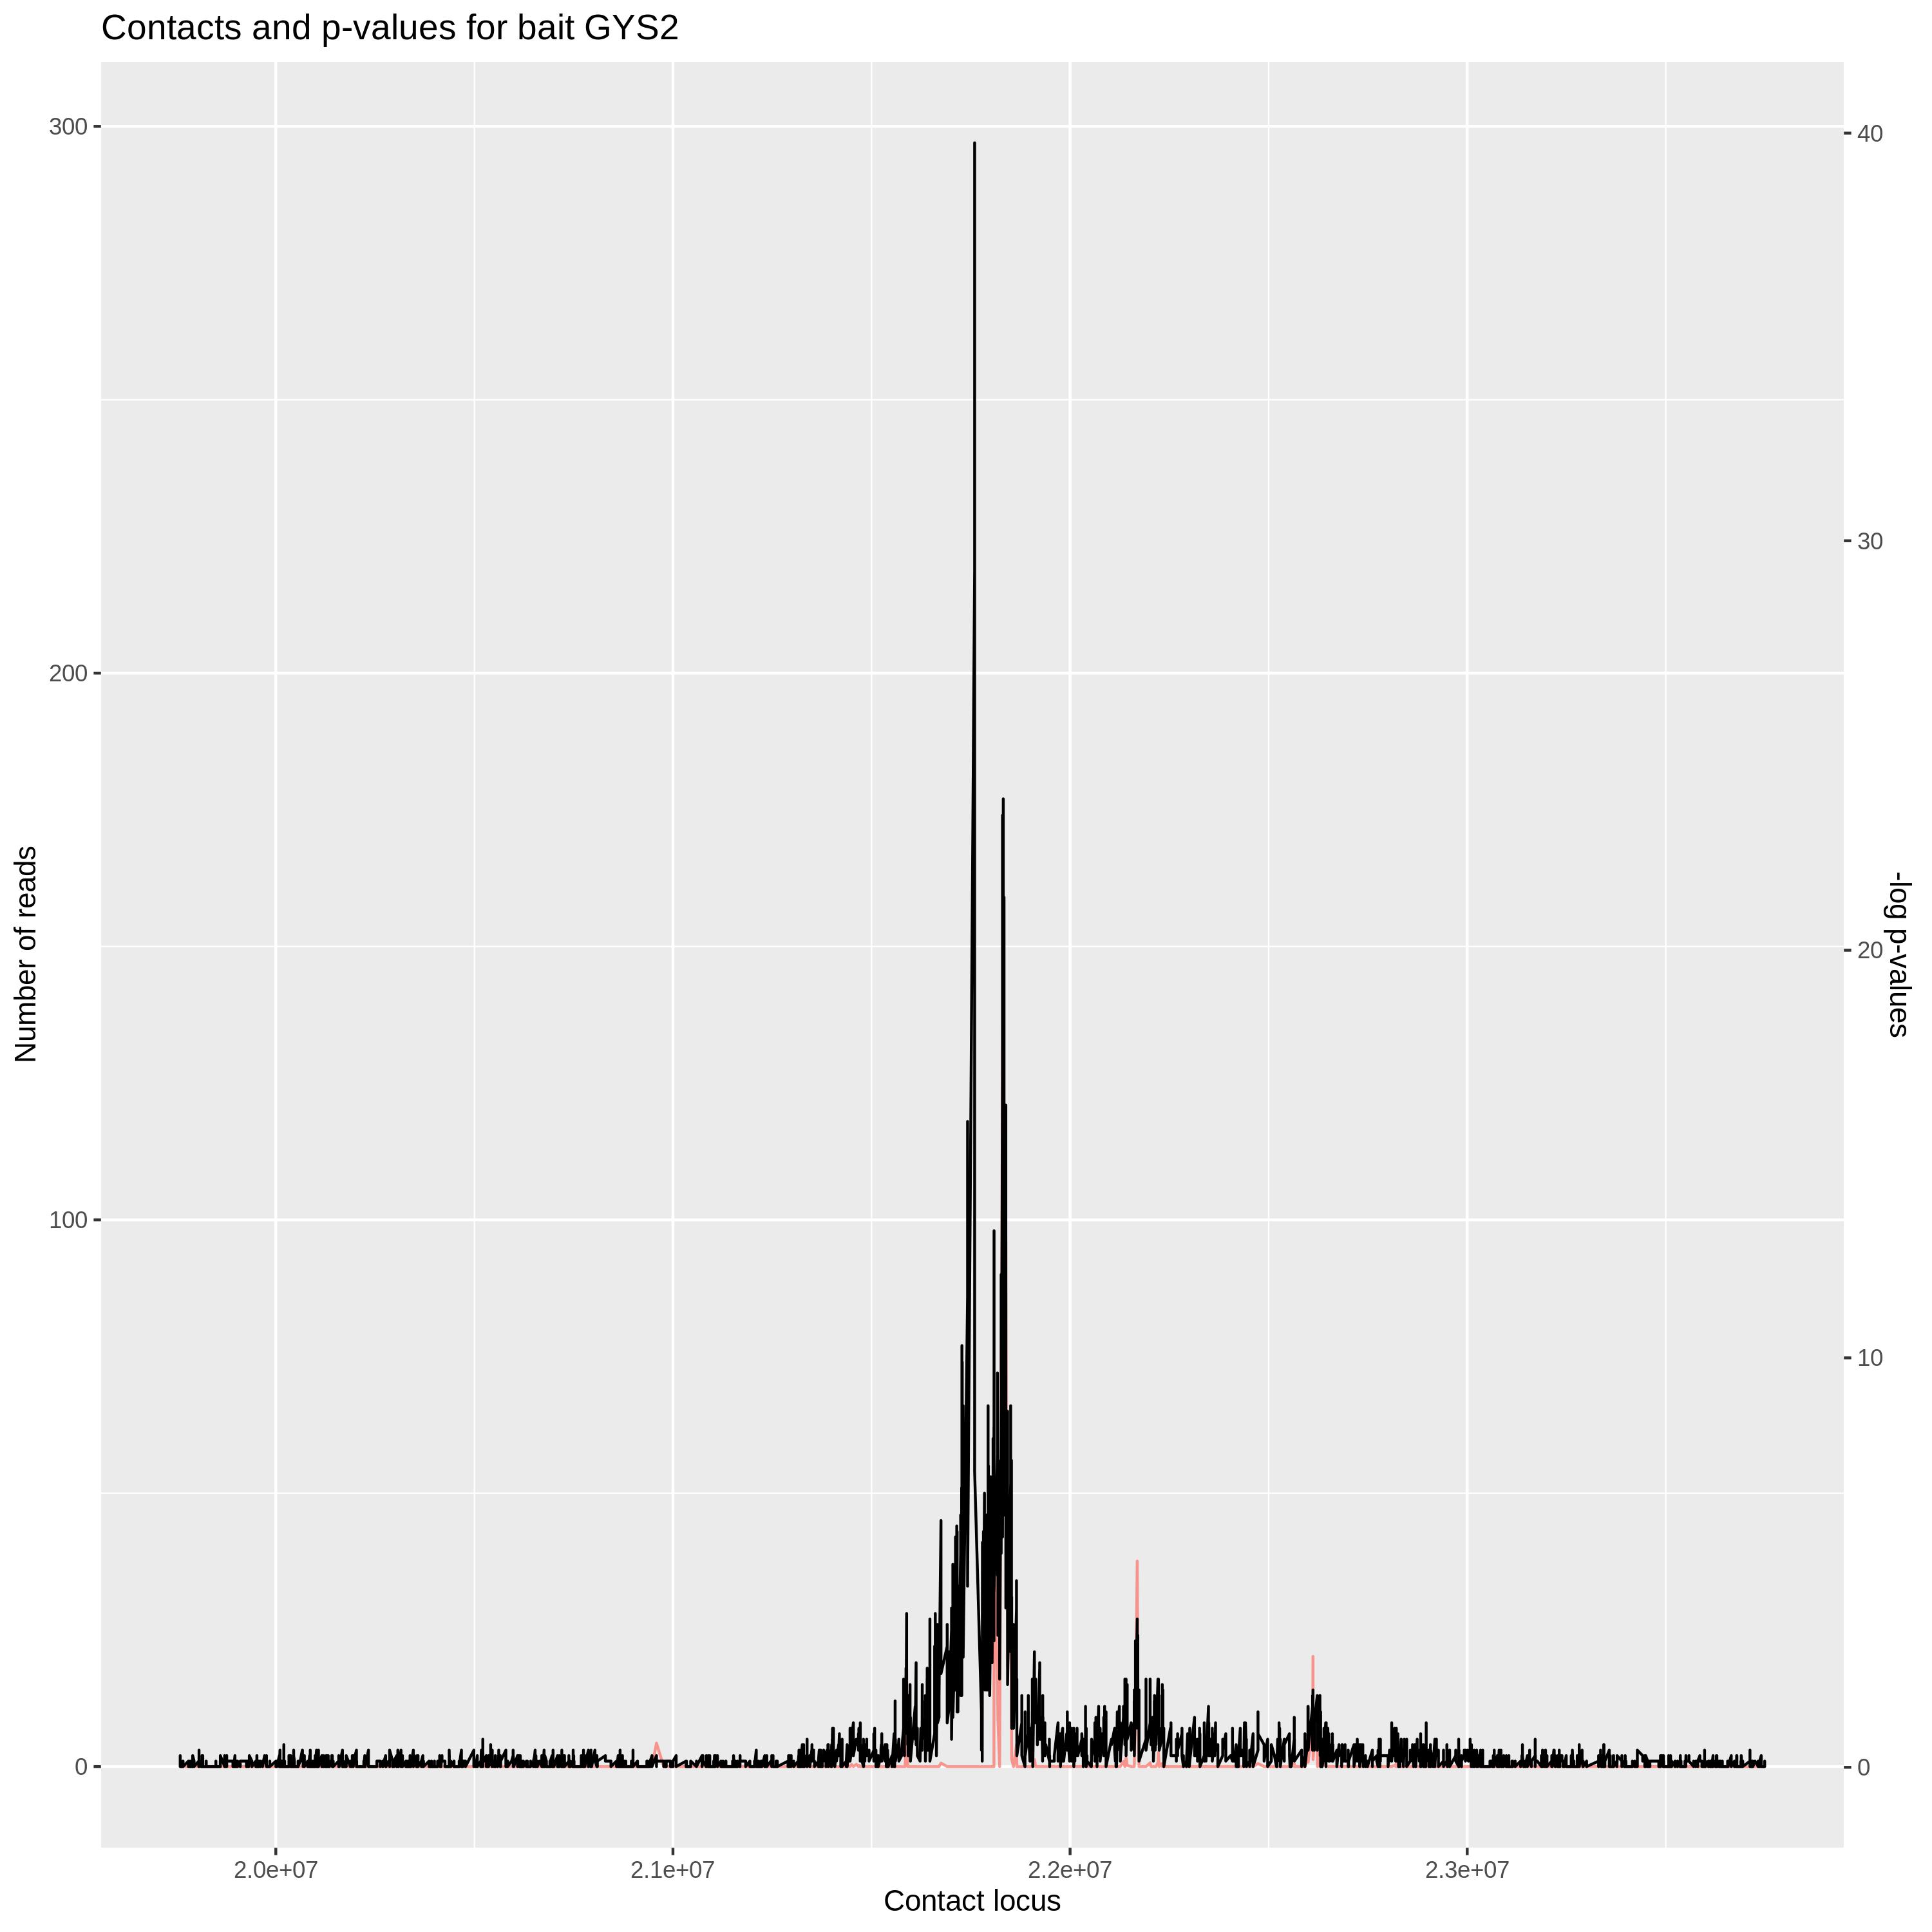 Contacts and p-values for bait GYS2
300
200
100
0
Number of reads
40
30
20
10
0
-log p-values
2.0e+07
2.1e+07
2.2e+07
2.3e+07
Contact locus